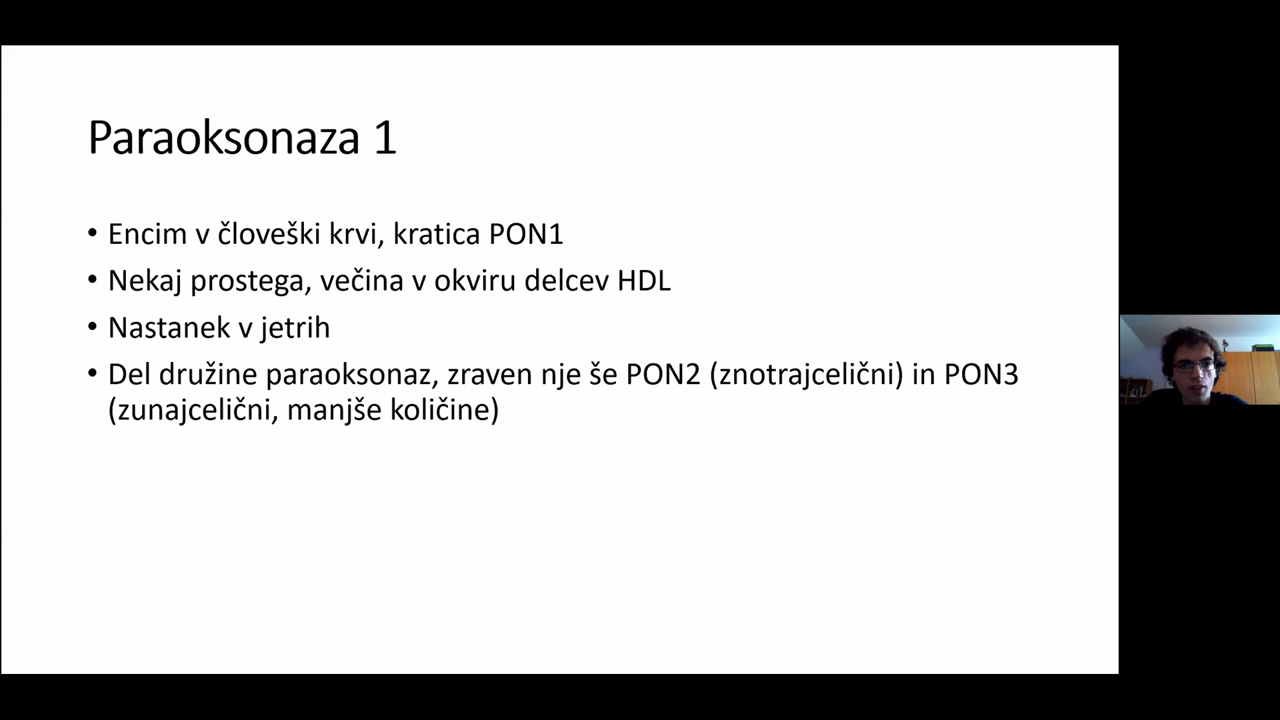 Paraoksonaza 1
• Encim v človeški krvi, kratica PON1
• Nekaj prostega, večina v okviru delcev HDL
• Nastanek v jetrih
• Del družine paraoksonaz, zraven nje še PON2 (znotrajcelični) in PON3
(zunajcelični, manjše količine)